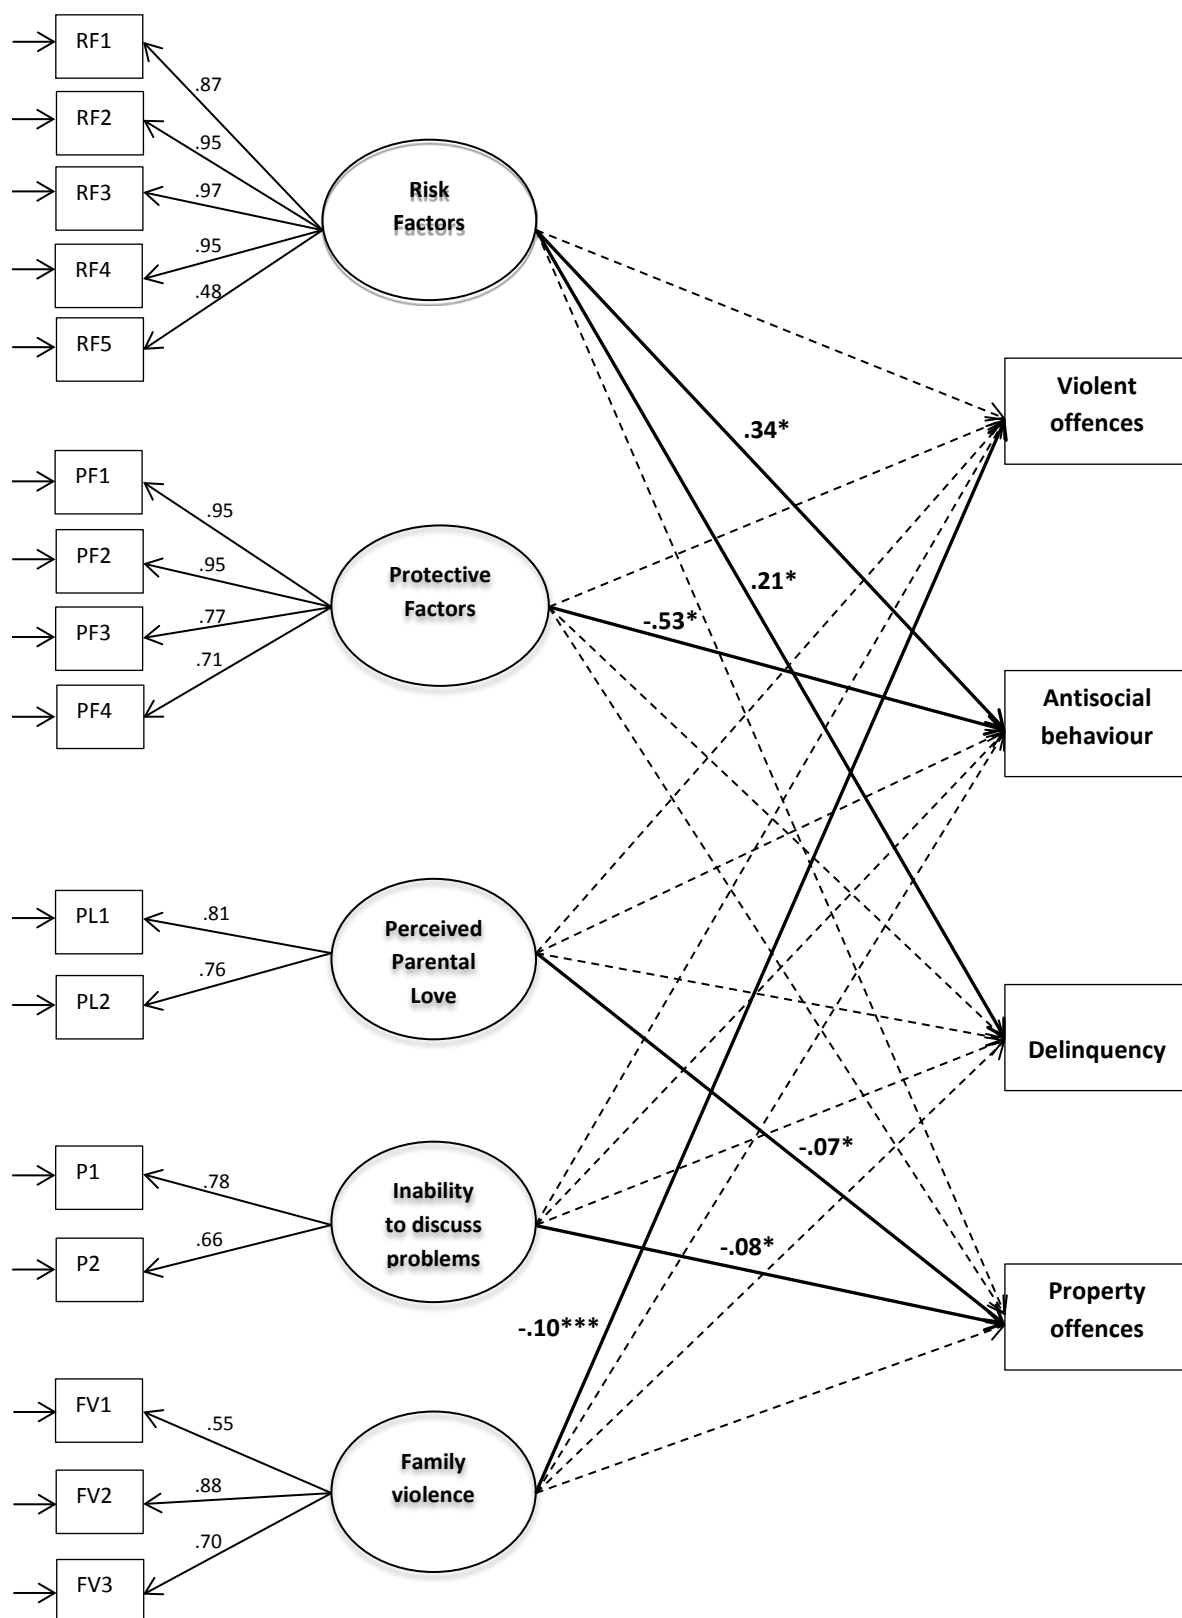 RF1
.87
RF2
.95
RF3
.97
RF4
.95
RF5
.48
Risk
Factors
PF1
.95
PF2
.95
PF3
.77
PF4
.71
Protective
Factors
PL1
.81
PL2
.76
Perceived
Parental
Love
P1
.78
P2
.66
Inability
to discuss
problems
FV1
.55
FV2
.88
FV3
.70
Family
violence
.34*
.21*
-.53*
-.07*
-.08*
-.10***
Violent
offences
Antisocial
behaviour
Delinquency
Property
offences